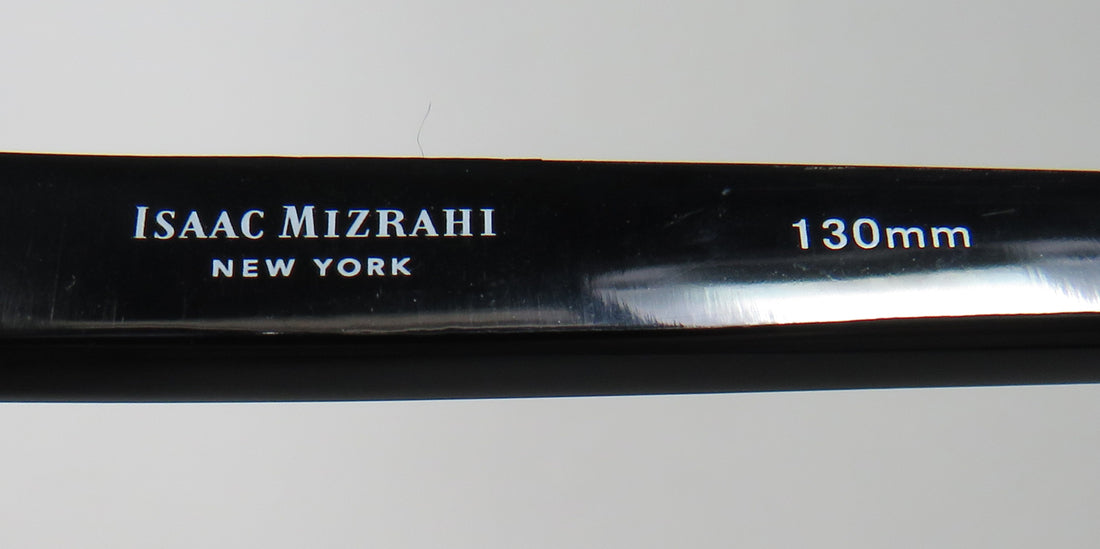 ISAAC MIZRAHI
NEW YORK
130mm